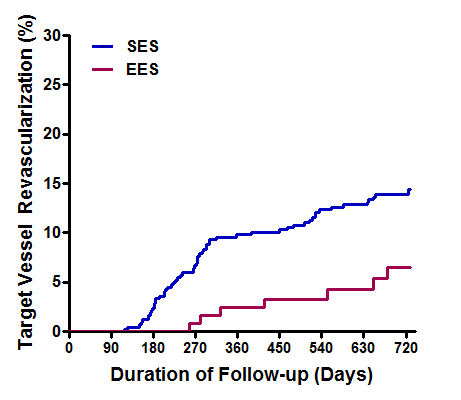 Target Vessel Revascularization (%)
30
25
20
15
10
5
0
SES
EES
0 90 180 270 360 450 540 630 720
Duration of Follow-up (Days)